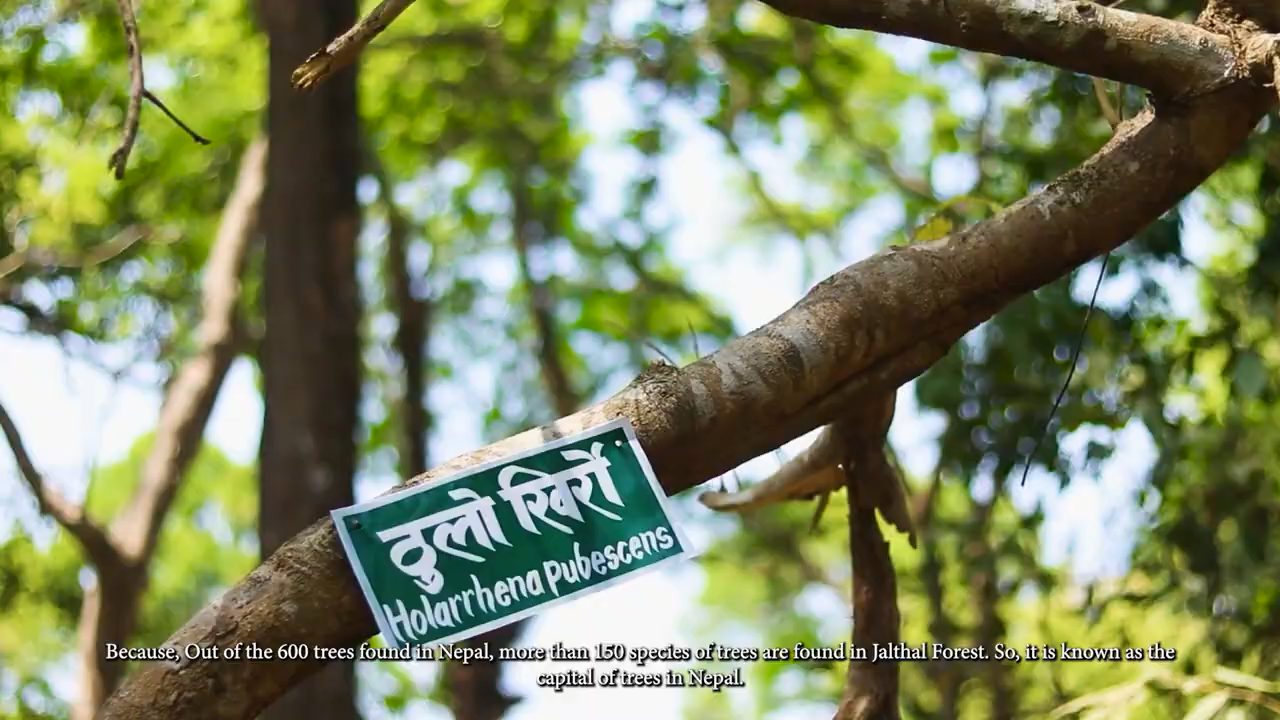 ठुलो खिर्रो
Holarrhena pubescens
Because, Out of the 600 trees found in Nepal, more than 150 species of trees are found in Jalthal Forest. So, it is known as the
capital of trees in Nepal.